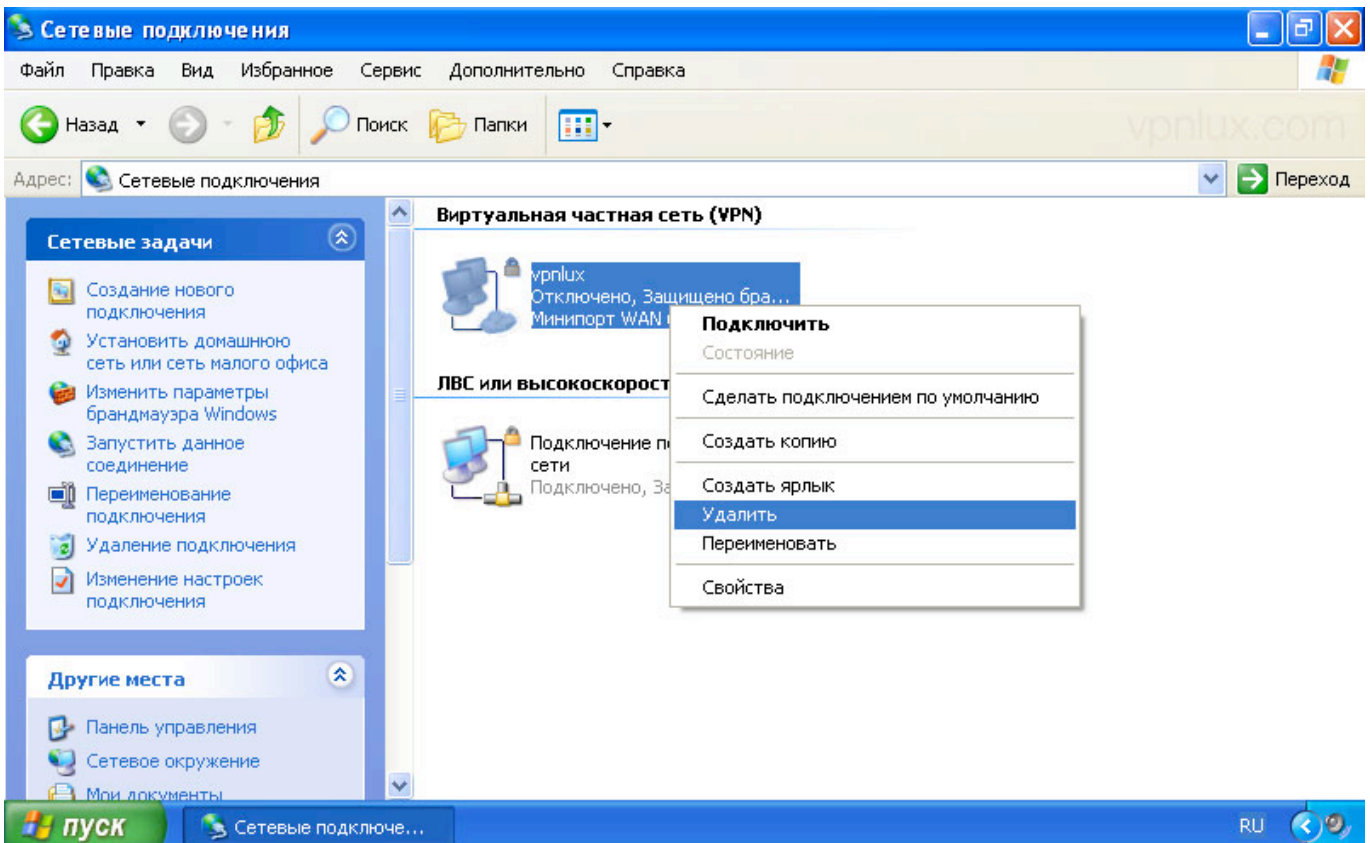 Сетевые подключения
Файл Правка Вид Избранное Сервис Дополнительно Справка
Назад Поиск Папки
vpnlux.com
Адрес: Сетевые подключения Переход
Сетевые задачи
Создание нового
подключения
Установить домашнюю
сеть или сеть малого офиса
Изменить параметры
брандмауэра Windows
Запустить данное
соединение
Переименование
подключения
Удаление подключения
Изменение настроек
подключения
Другие места
Панель управления
Сетевое окружение
Мои документы
Виртуальная частная сеть (VPN)
vpnlux
Отключено, Защищено бра...
Минипорт WAN
ЛВС или высокоскорост
Подключение п
сети
Подключено, За
Подключить
Состояние
Сделать подключением по умолчанию
Создать копию
Создать ярлык
Удалить
Переименовать
Свойства
пуск Сетевые подключе... RU